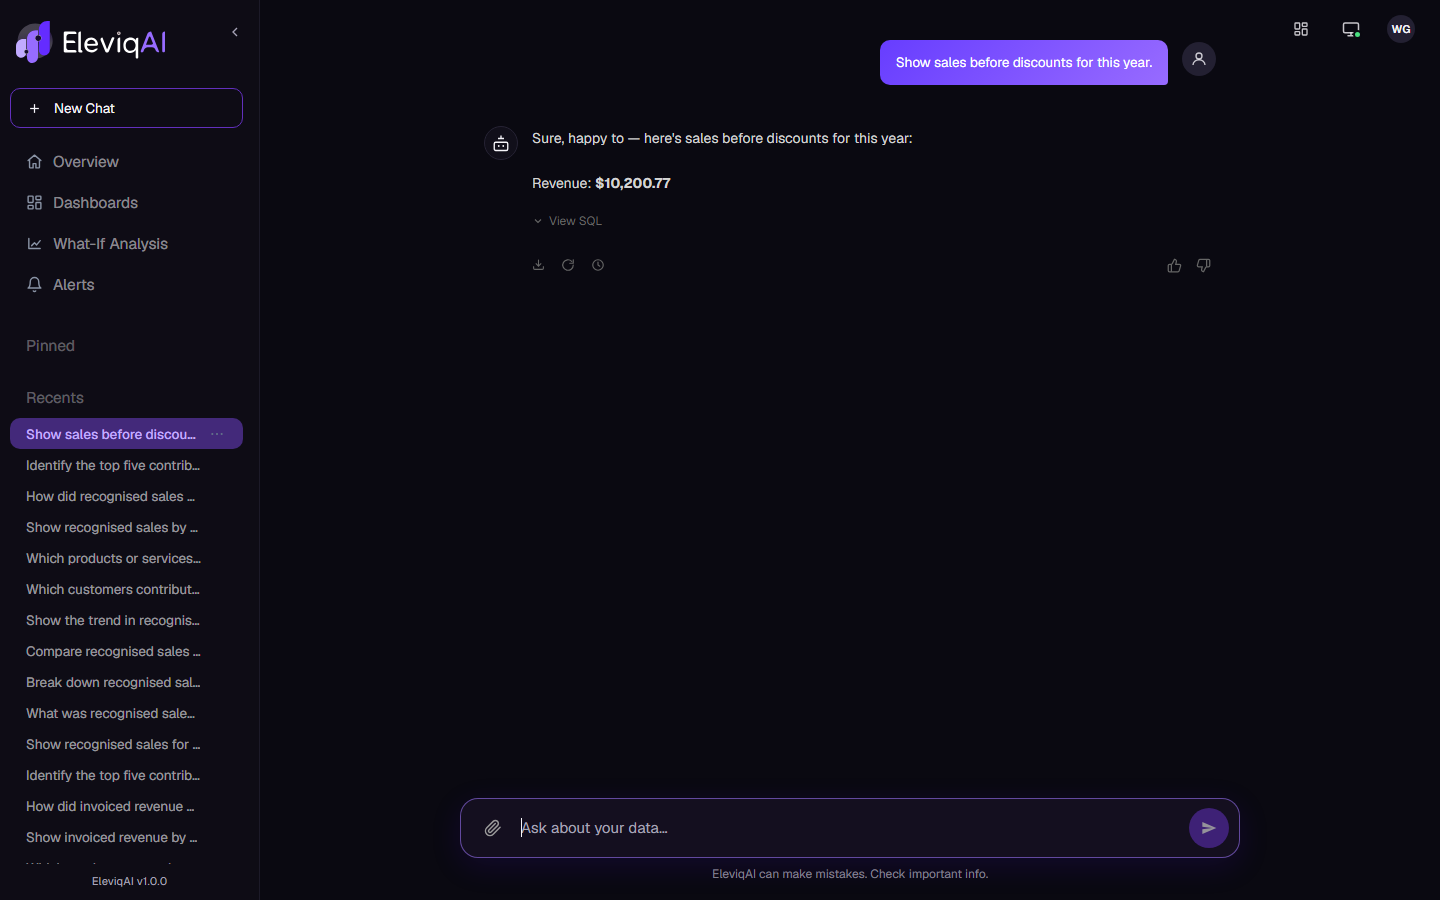 EleviqAI
New Chat
Overview
Dashboards
What-If Analysis
Alerts
Pinned
Recents
Show sales before discou...
Identify the top five contrib...
How did recognised sales ...
Show recognised sales by ...
Which products or services...
Which customers contribut...
Show the trend in recognis...
Compare recognised sales ...
Break down recognised sal...
What was recognised sale...
Show recognised sales for ...
Identify the top five contrib...
How did invoiced revenue ...
Show invoiced revenue by ...
EleviqAI v1.0.0
WG
Show sales before discounts for this year.
Sure, happy to — here's sales before discounts for this year:
Revenue: $10,200.77
View SQL
Ask about your data...
EleviqAI can make mistakes. Check important info.